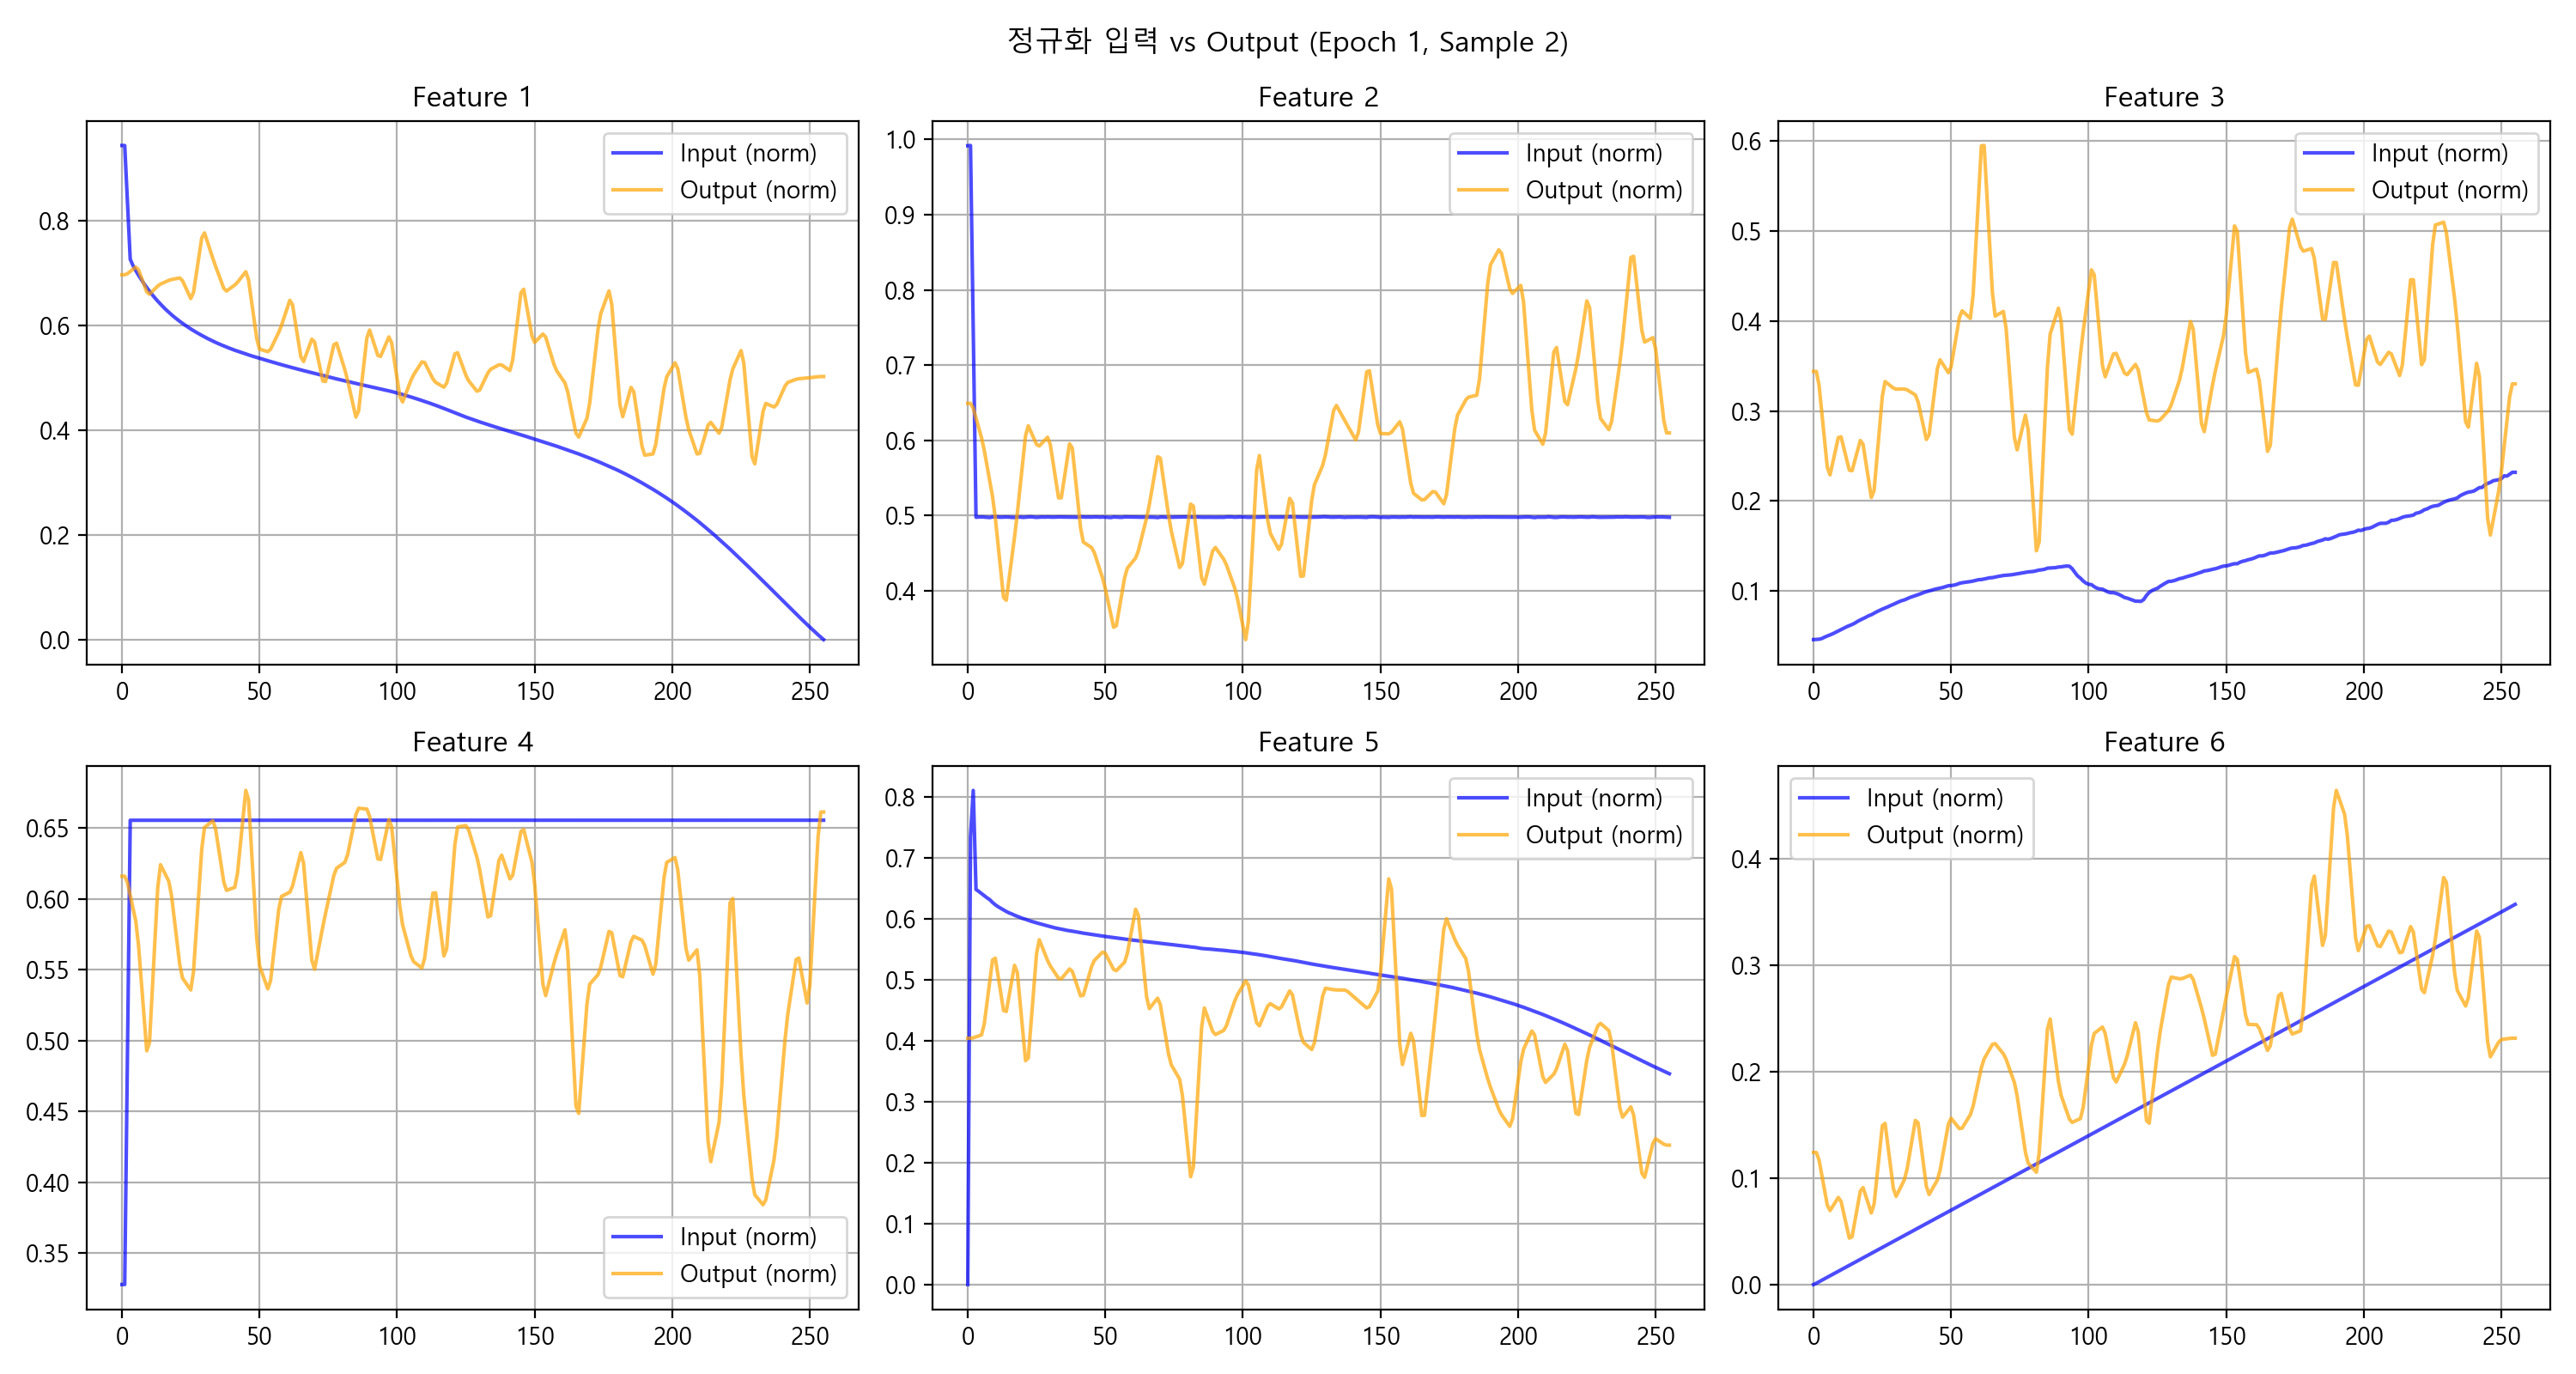 정규화 입력 vs Output (Epoch 1, Sample 2)
Feature 1
Input (norm)
Output (norm)
0.8
0.6
0.4
0.2
0.0
0 50 100 150 200 250
Feature 2
Input (norm)
Output (norm)
1.0
0.9
0.8
0.7
0.6
0.5
0.4
0 50 100 150 200 250
Feature 3
Input (norm)
Output (norm)
0.6
0.5
0.4
0.3
0.2
0.1
0 50 100 150 200 250
Feature 4
0.65
0.60
0.55
0.50
0.45
0.40
0.35
Input (norm)
Output (norm)
0 50 100 150 200 250
Feature 5
Input (norm)
Output (norm)
0.8
0.7
0.6
0.5
0.4
0.3
0.2
0.1
0.0
0 50 100 150 200 250
Feature 6
Input (norm)
Output (norm)
0.4
0.3
0.2
0.1
0.0
0 50 100 150 200 250